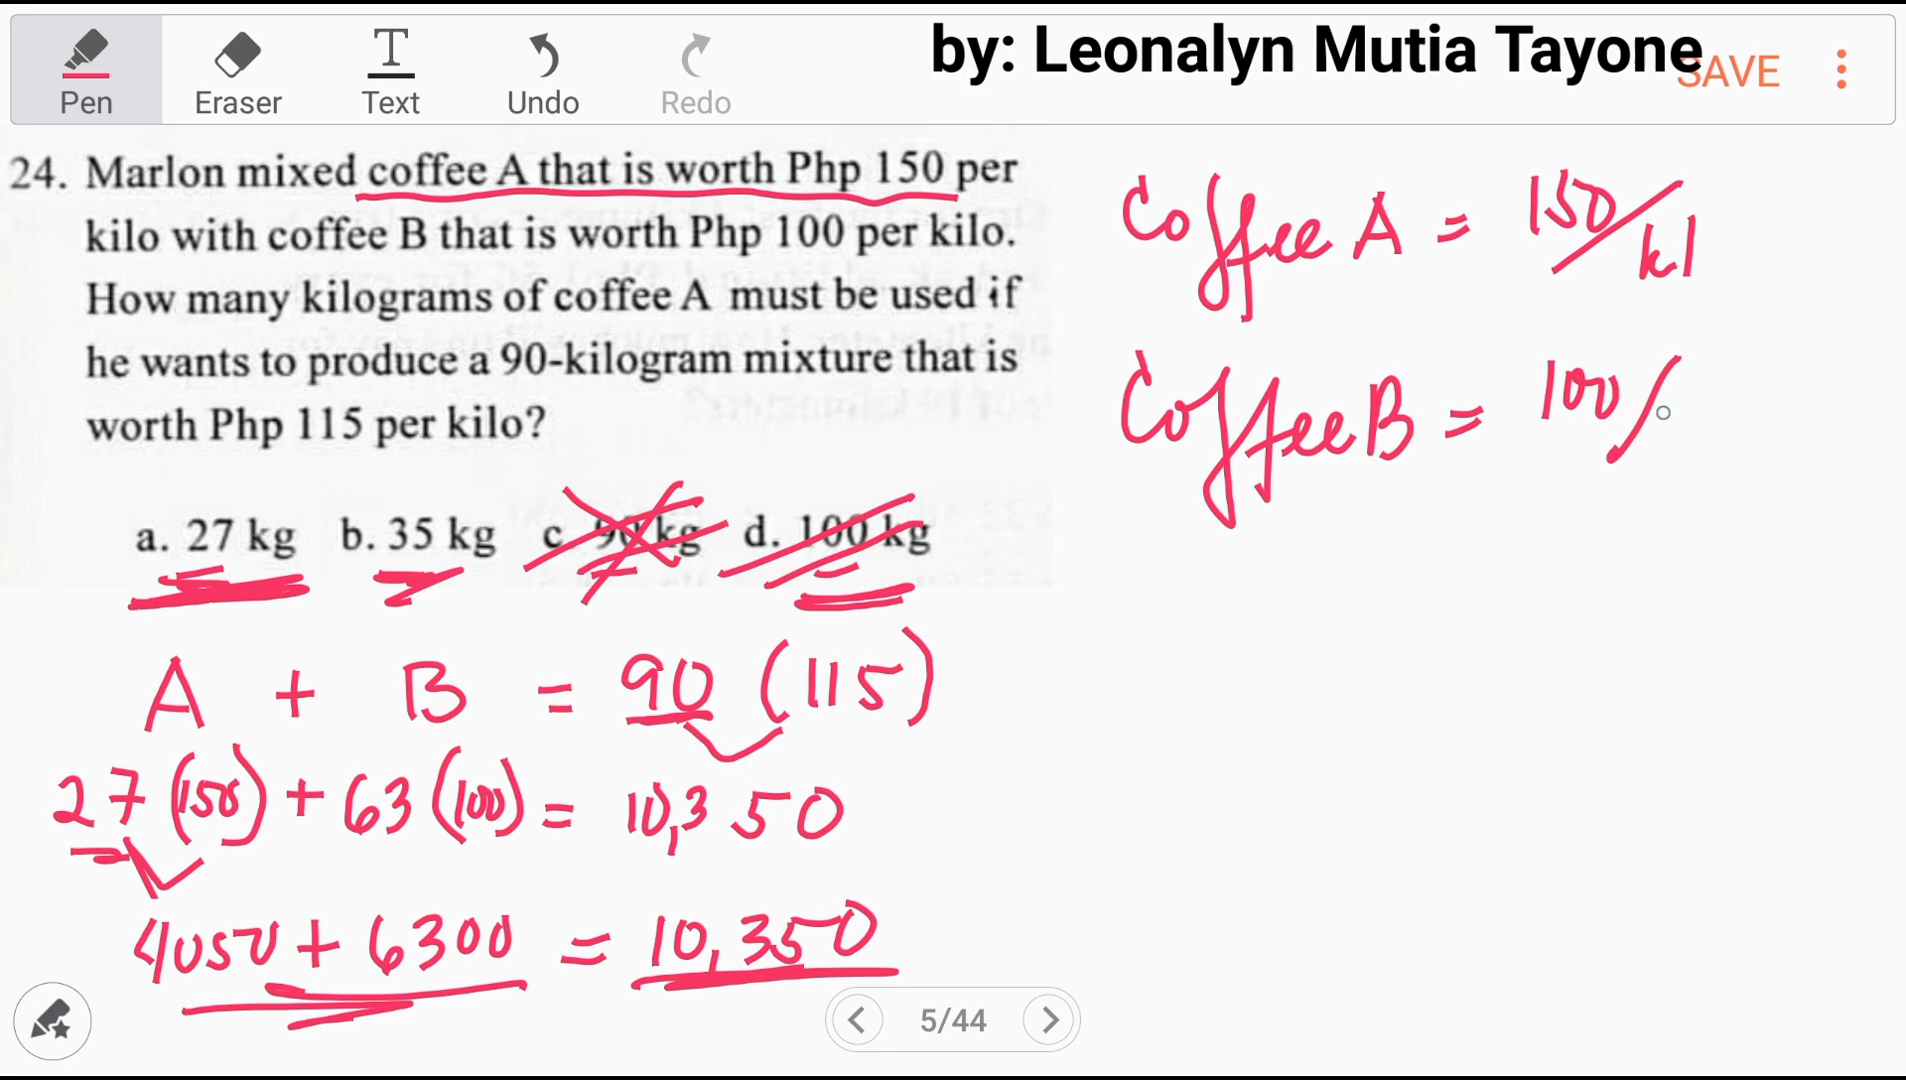 Pen Eraser Text Undo Redo by: Leonalyn Mutia Tayone SAVE
24. Marlon mixed coffee A that is worth Php 150 per
kilo with coffee B that is worth Php 100 per kilo.
How many kilograms of coffee A must be used if
he wants to produce a 90-kilogram mixture that is
worth Php 115 per kilo?
a. 27 kg b. 35 kg c. 90 kg d. 100 kg
A + B = 90 (115)
27 (150) + 63 (100) = 10,350
4050 + 6300 = 10,350
Coffee A = 150/kl
Coffee B = 100/
5/44